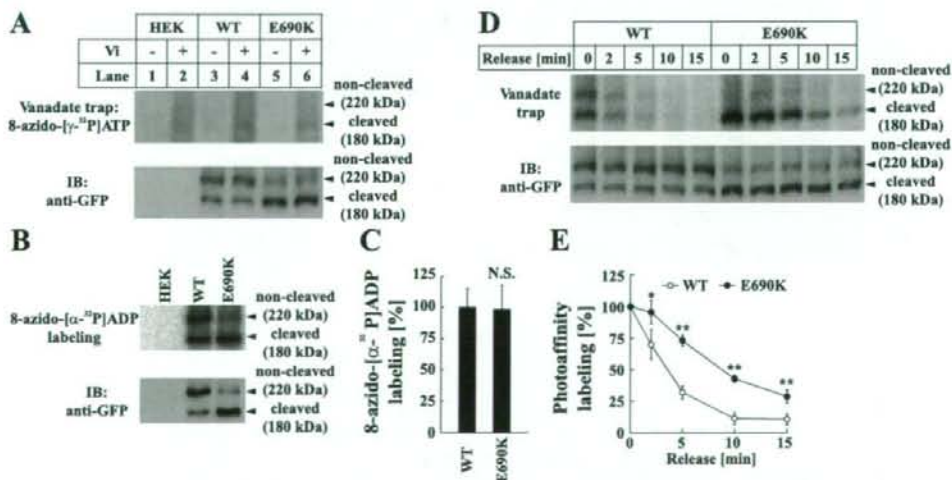 A
HEK WT E690K
Vi - + - + - +
Lane 1 2 3 4 5 6
Vanadate trap:
8-azido-[γ-³²P]ATP
non-cleaved
(220 kDa)
cleaved
(180 kDa)
IB:
anti-GFP
non-cleaved
(220 kDa)
cleaved
(180 kDa)
B
HEK WT E690K
8-azido-[α-³²P]ADP
labeling
non-cleaved
(220 kDa)
cleaved
(180 kDa)
IB:
anti-GFP
non-cleaved
(220 kDa)
cleaved
(180 kDa)
C
8-azido-[α-³²P]ADP
labeling [%]
125
100
75
50
25
0
N.S.
WT E690K
D
WT E690K
Release [min] 0 2 5 10 15 0 2 5 10 15
Vanadate
trap
non-cleaved
(220 kDa)
cleaved
(180 kDa)
IB:
anti-GFP
non-cleaved
(220 kDa)
cleaved
(180 kDa)
E
Photoaffinity
labeling [%]
125
100
75
50
25
0
WT E690K
*
**
**
**
0 5 10 15
Release [min]